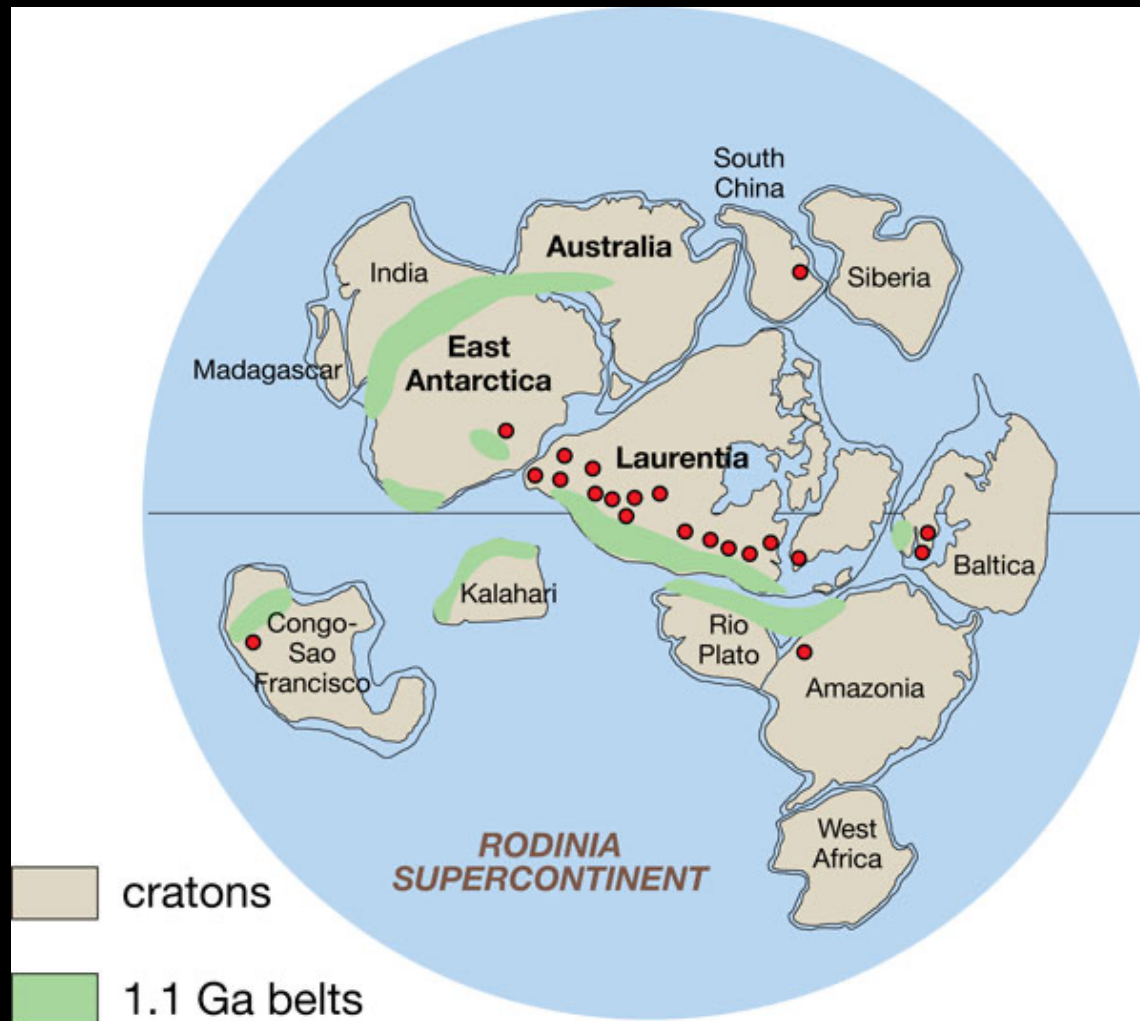 South
China
Australia
India
Siberia
Madagascar
East
Antarctica
Laurentia
Baltica
Kalahari
Congo-
Sao
Francisco
Rio
Plato
Amazonia
West
Africa
RODINIA
SUPERCONTINENT
cratons
1.1 Ga belts